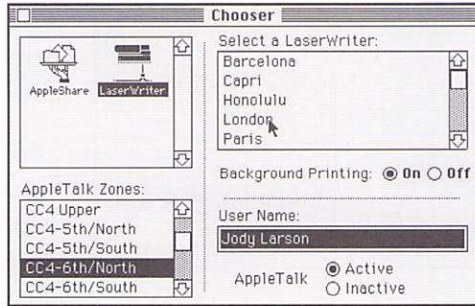 Chooser
AppleShare
LaserWriter
Select a LaserWriter:
Barcelona
Capri
Honolulu
London
Paris
Background Printing: On Off
AppleTalk Zones:
CC4 Upper
CC4-5th/North
CC4-5th/South
CC4-6th/North
CC4-6th/South
User Name:
Jody Larson
AppleTalk
Active
Inactive